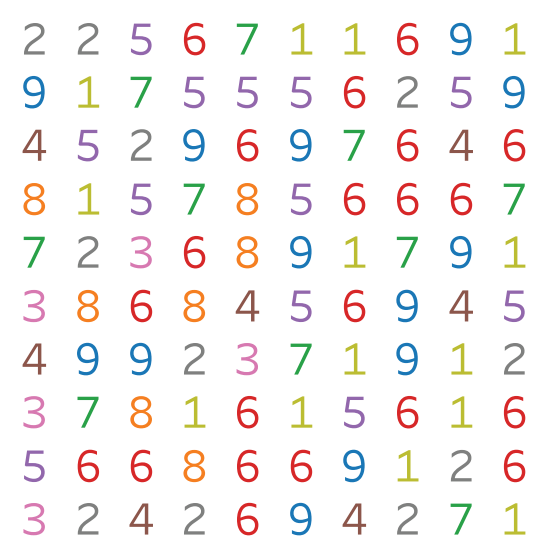 2 2 5 6 7 1 1 6 9 1
9 1 7 5 5 5 6 2 5 9
4 5 2 9 6 9 7 6 4 6
8 1 5 7 8 5 6 6 6 7
7 2 3 6 8 9 1 7 9 1
3 8 6 8 4 5 6 9 4 5
4 9 9 2 3 7 1 9 1 2
3 7 8 1 6 1 5 6 1 6
5 6 6 8 6 6 9 1 2 6
3 2 4 2 6 9 4 2 7 1